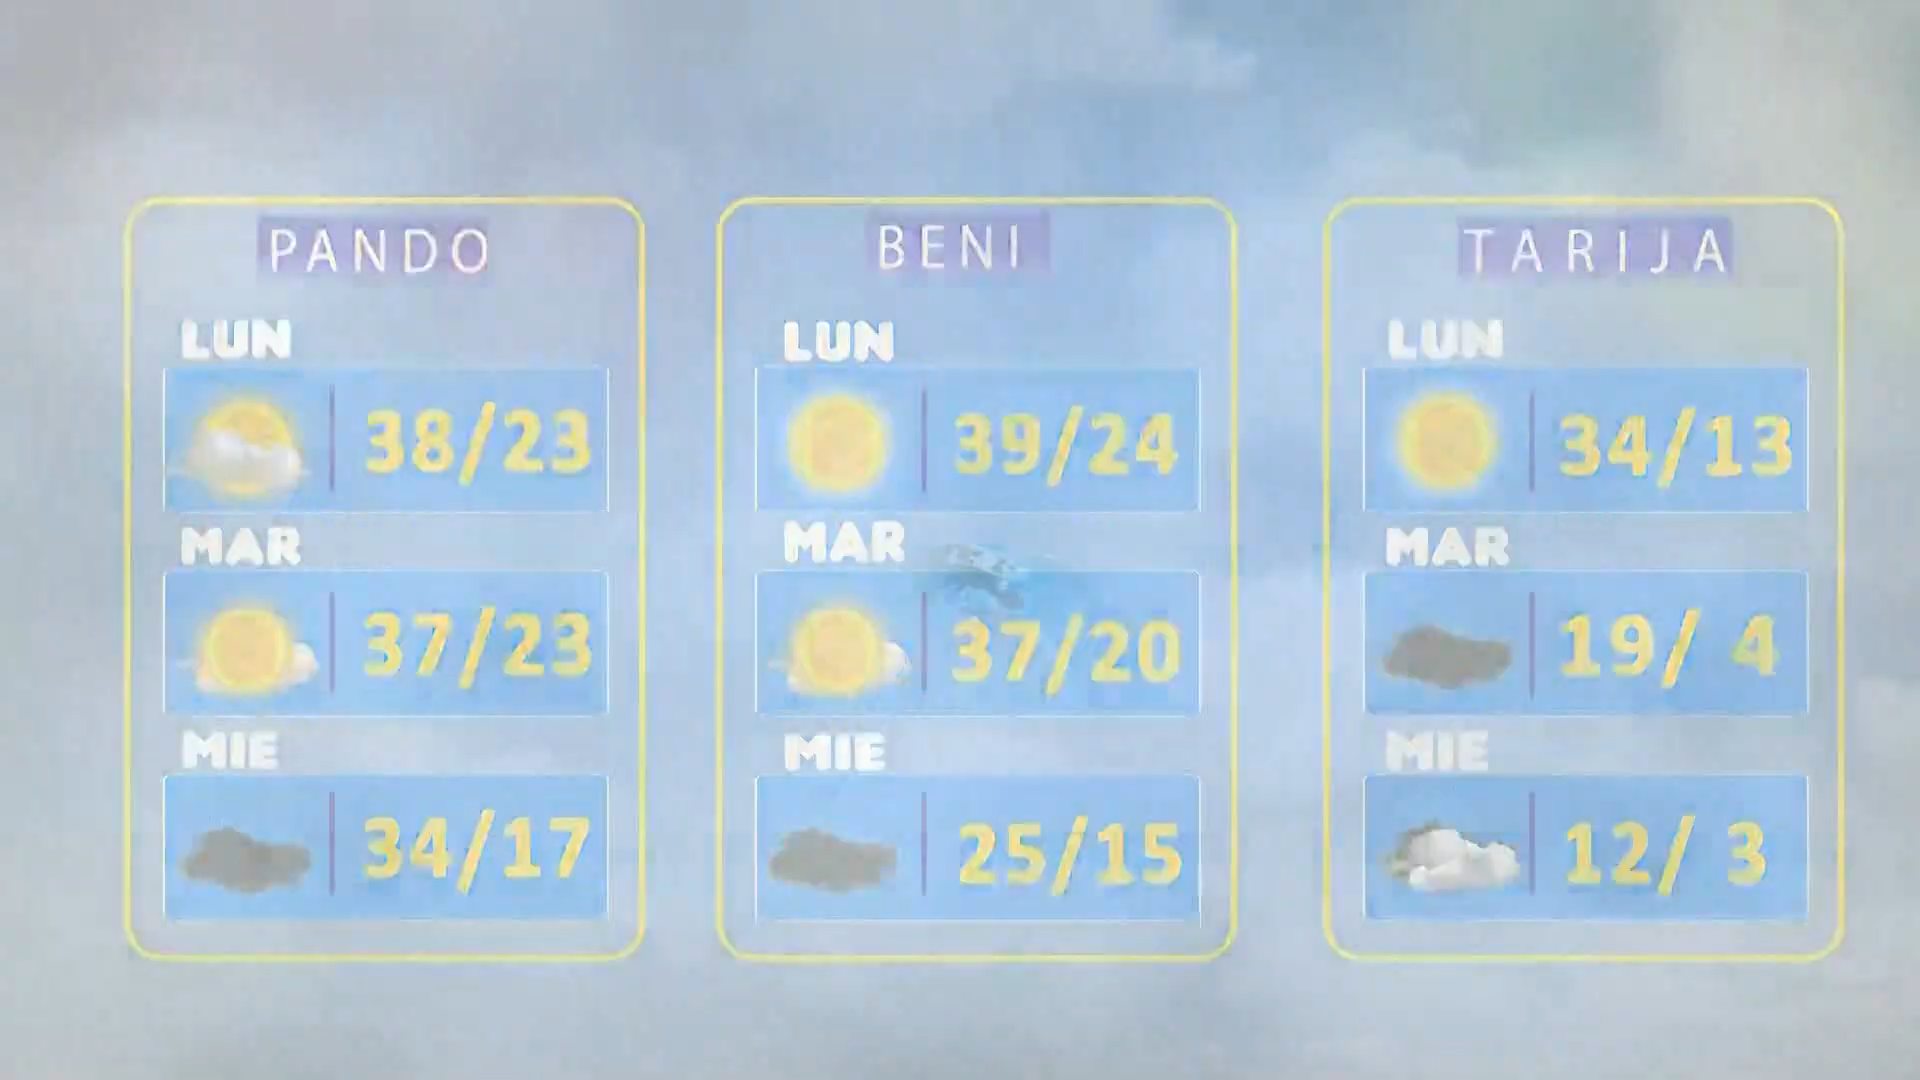 PANDO
LUN
38/23
MAR
37/23
MIE
34/17
BENI
LUN
39/24
MAR
37/20
MIE
25/15
TARIJA
LUN
34/13
MAR
19/ 4
MIE
12/ 3